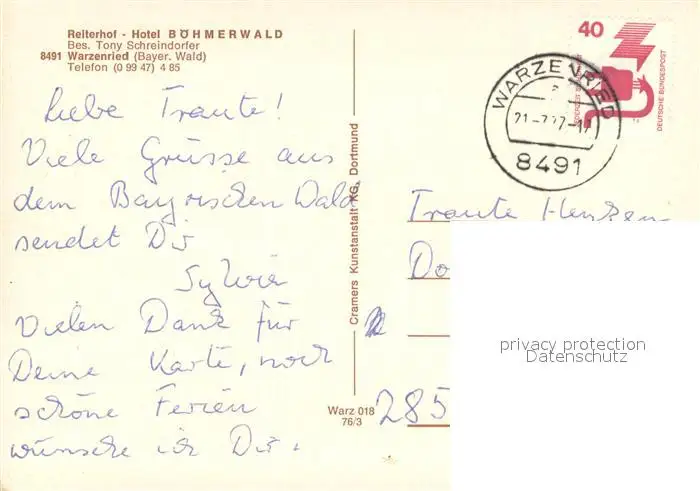 Reiterhof - Hotel BÖHMERWALD
Bes. Tony Schreindorfer
8491 Warzenried (Bayer. Wald)
Telefon (0 99 47) 4 85
Liebe Traute!
Viele Grüsse aus
dem Bayrischen Wald
sendet Dir
Sylvia
Vielen Dank für
Deine Karte, noch
schöne Ferien
wünsche ich Dir.
Cramers Kunstanstalt KG, Dortmund
Warz 018
76/3
40
DEUTSCHE BUNDESPOST
WARZENRIED
8491
Traute
Do
285
privacy protection
Datenschutz